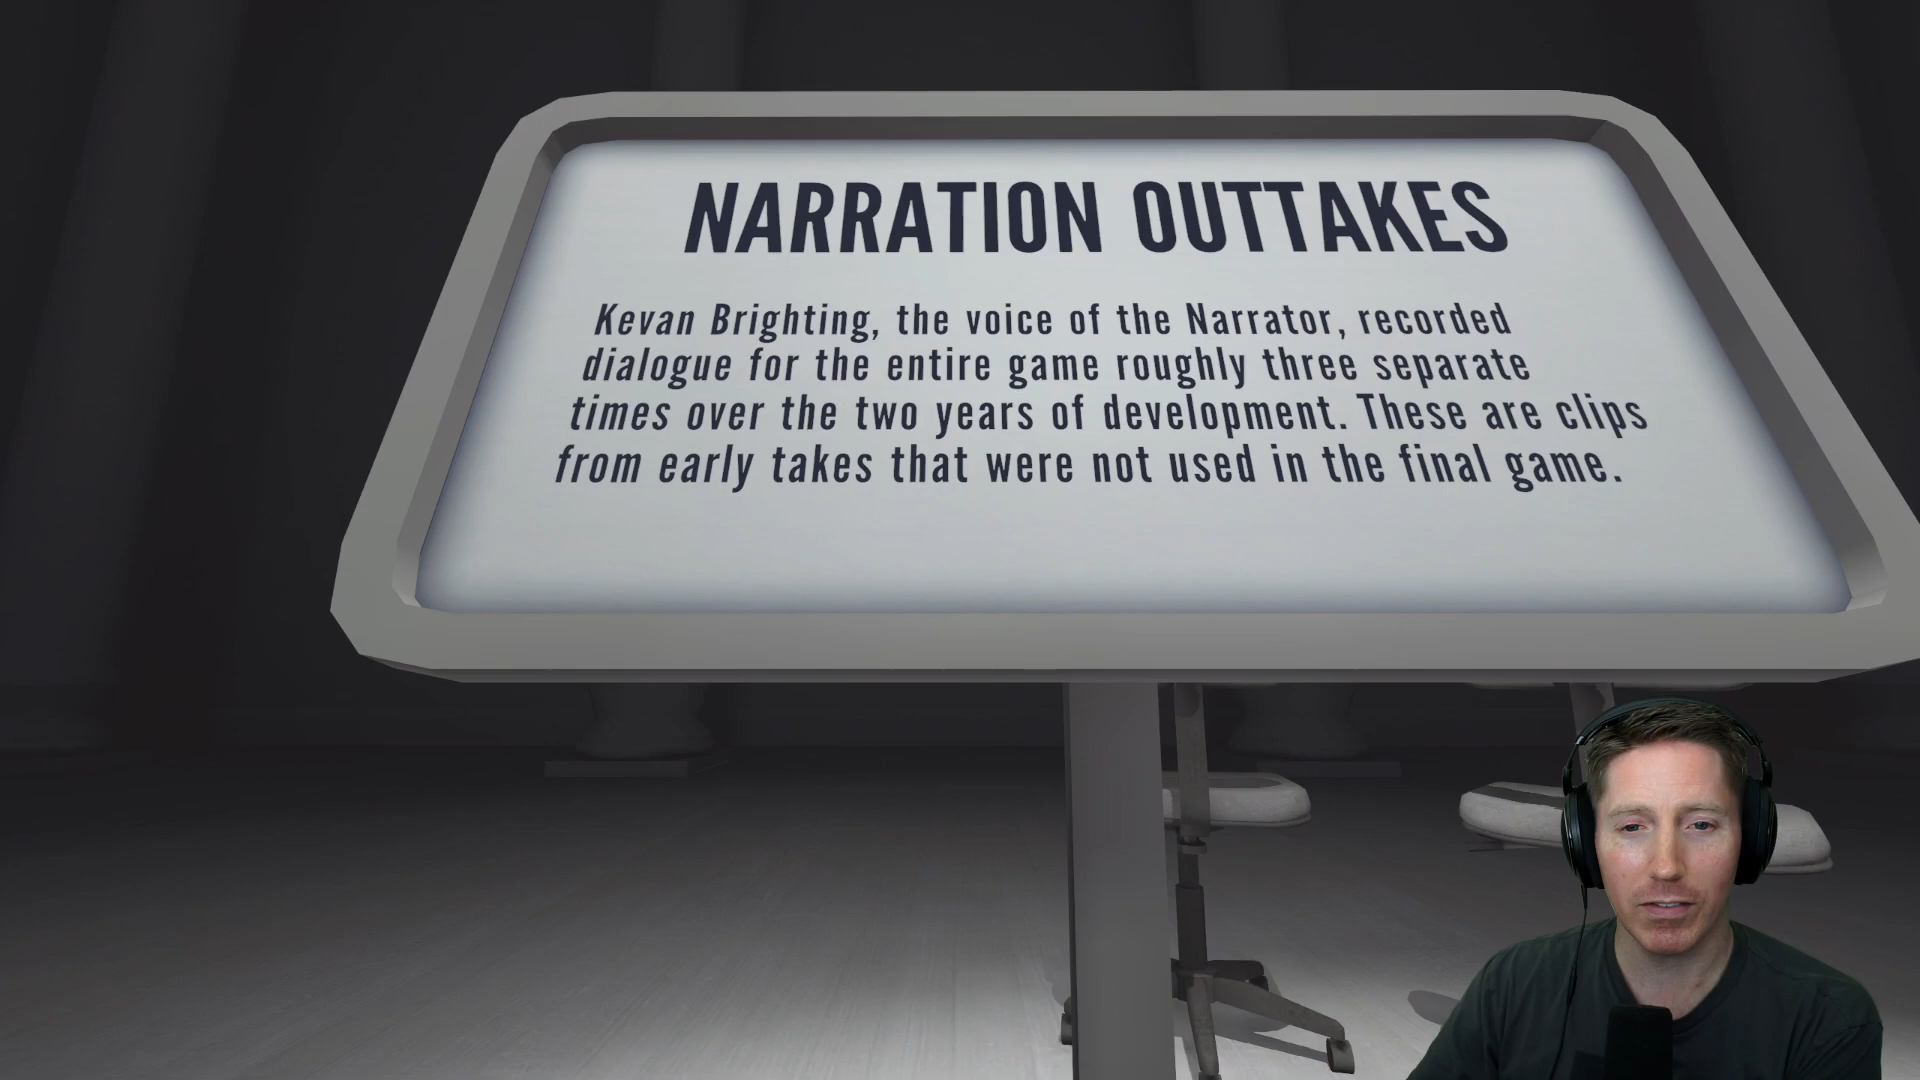 NARRATION OUTTAKES
Kevan Brighting, the voice of the Narrator, recorded
dialogue for the entire game roughly three separate
times over the two years of development. These are clips
from early takes that were not used in the final game.